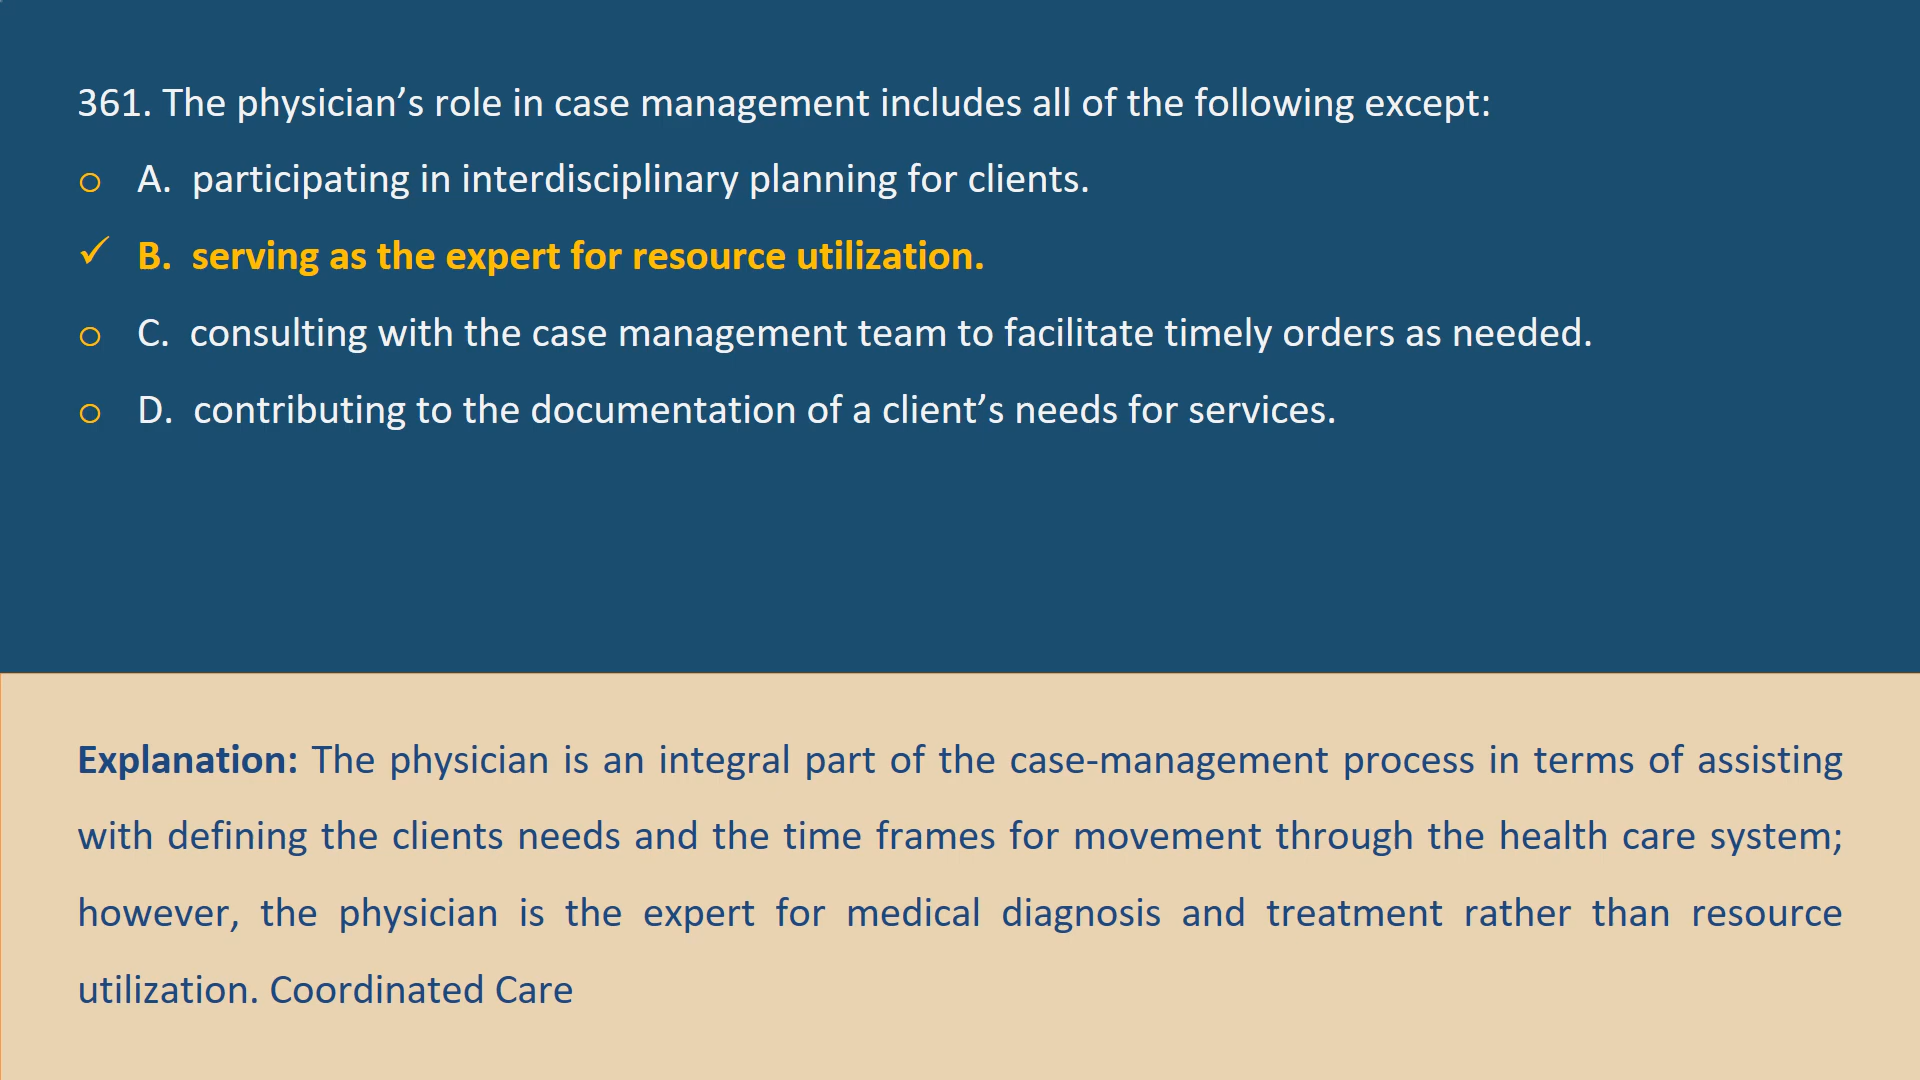 361. The physician’s role in case management includes all of the following except:
A. participating in interdisciplinary planning for clients.
B. serving as the expert for resource utilization.
C. consulting with the case management team to facilitate timely orders as needed.
D. contributing to the documentation of a client’s needs for services.
Explanation: The physician is an integral part of the case-management process in terms of assisting
with defining the clients needs and the time frames for movement through the health care system;
however, the physician is the expert for medical diagnosis and treatment rather than resource
utilization. Coordinated Care